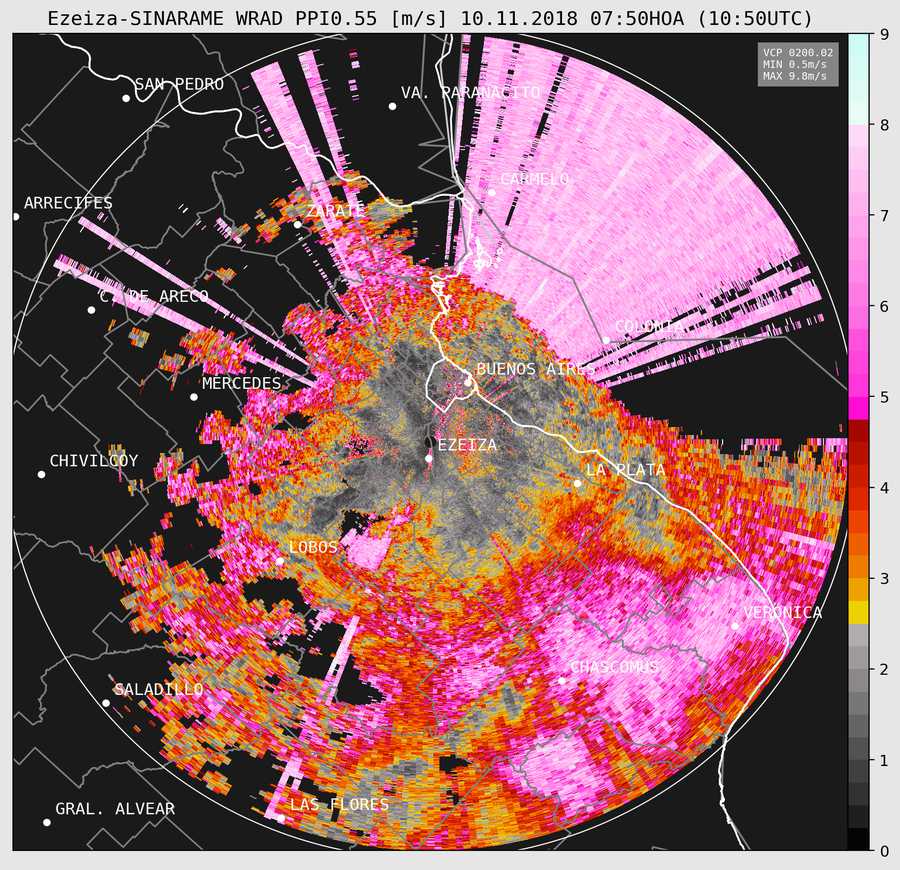 Ezeiza-SINARAME WRAD PPI0.55 [m/s] 10.11.2018 07:50HOA (10:50UTC)
VCP 0200.02
MIN 0.5m/s
MAX 9.8m/s
9
8
7
6
5
4
3
2
1
0
SAN PEDRO
VA. PARANACITO
CARMELO
ARRECIFES
ZARATE
C. DE ARECO
COLONIA
BUENOS AIRES
MERCEDES
EZEIZA
CHIVILCOY
LA PLATA
LOBOS
VERONICA
CHASCOMUS
SALADILLO
LAS FLORES
GRAL. ALVEAR